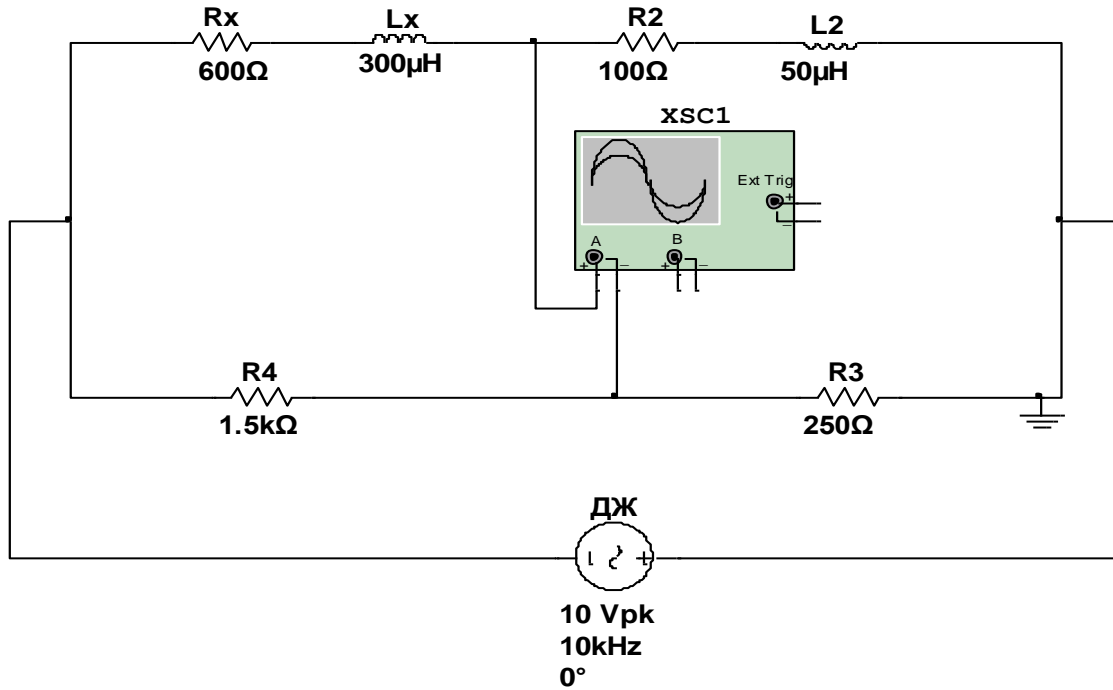 Rx
Lx
R2
L2
600Ω
300µH
100Ω
50µH
XSC1
Ext Trig
+
_
A
B
+
_
+
_
R4
R3
1.5kΩ
250Ω
ДЖ
+
10 Vpk
10kHz
0°